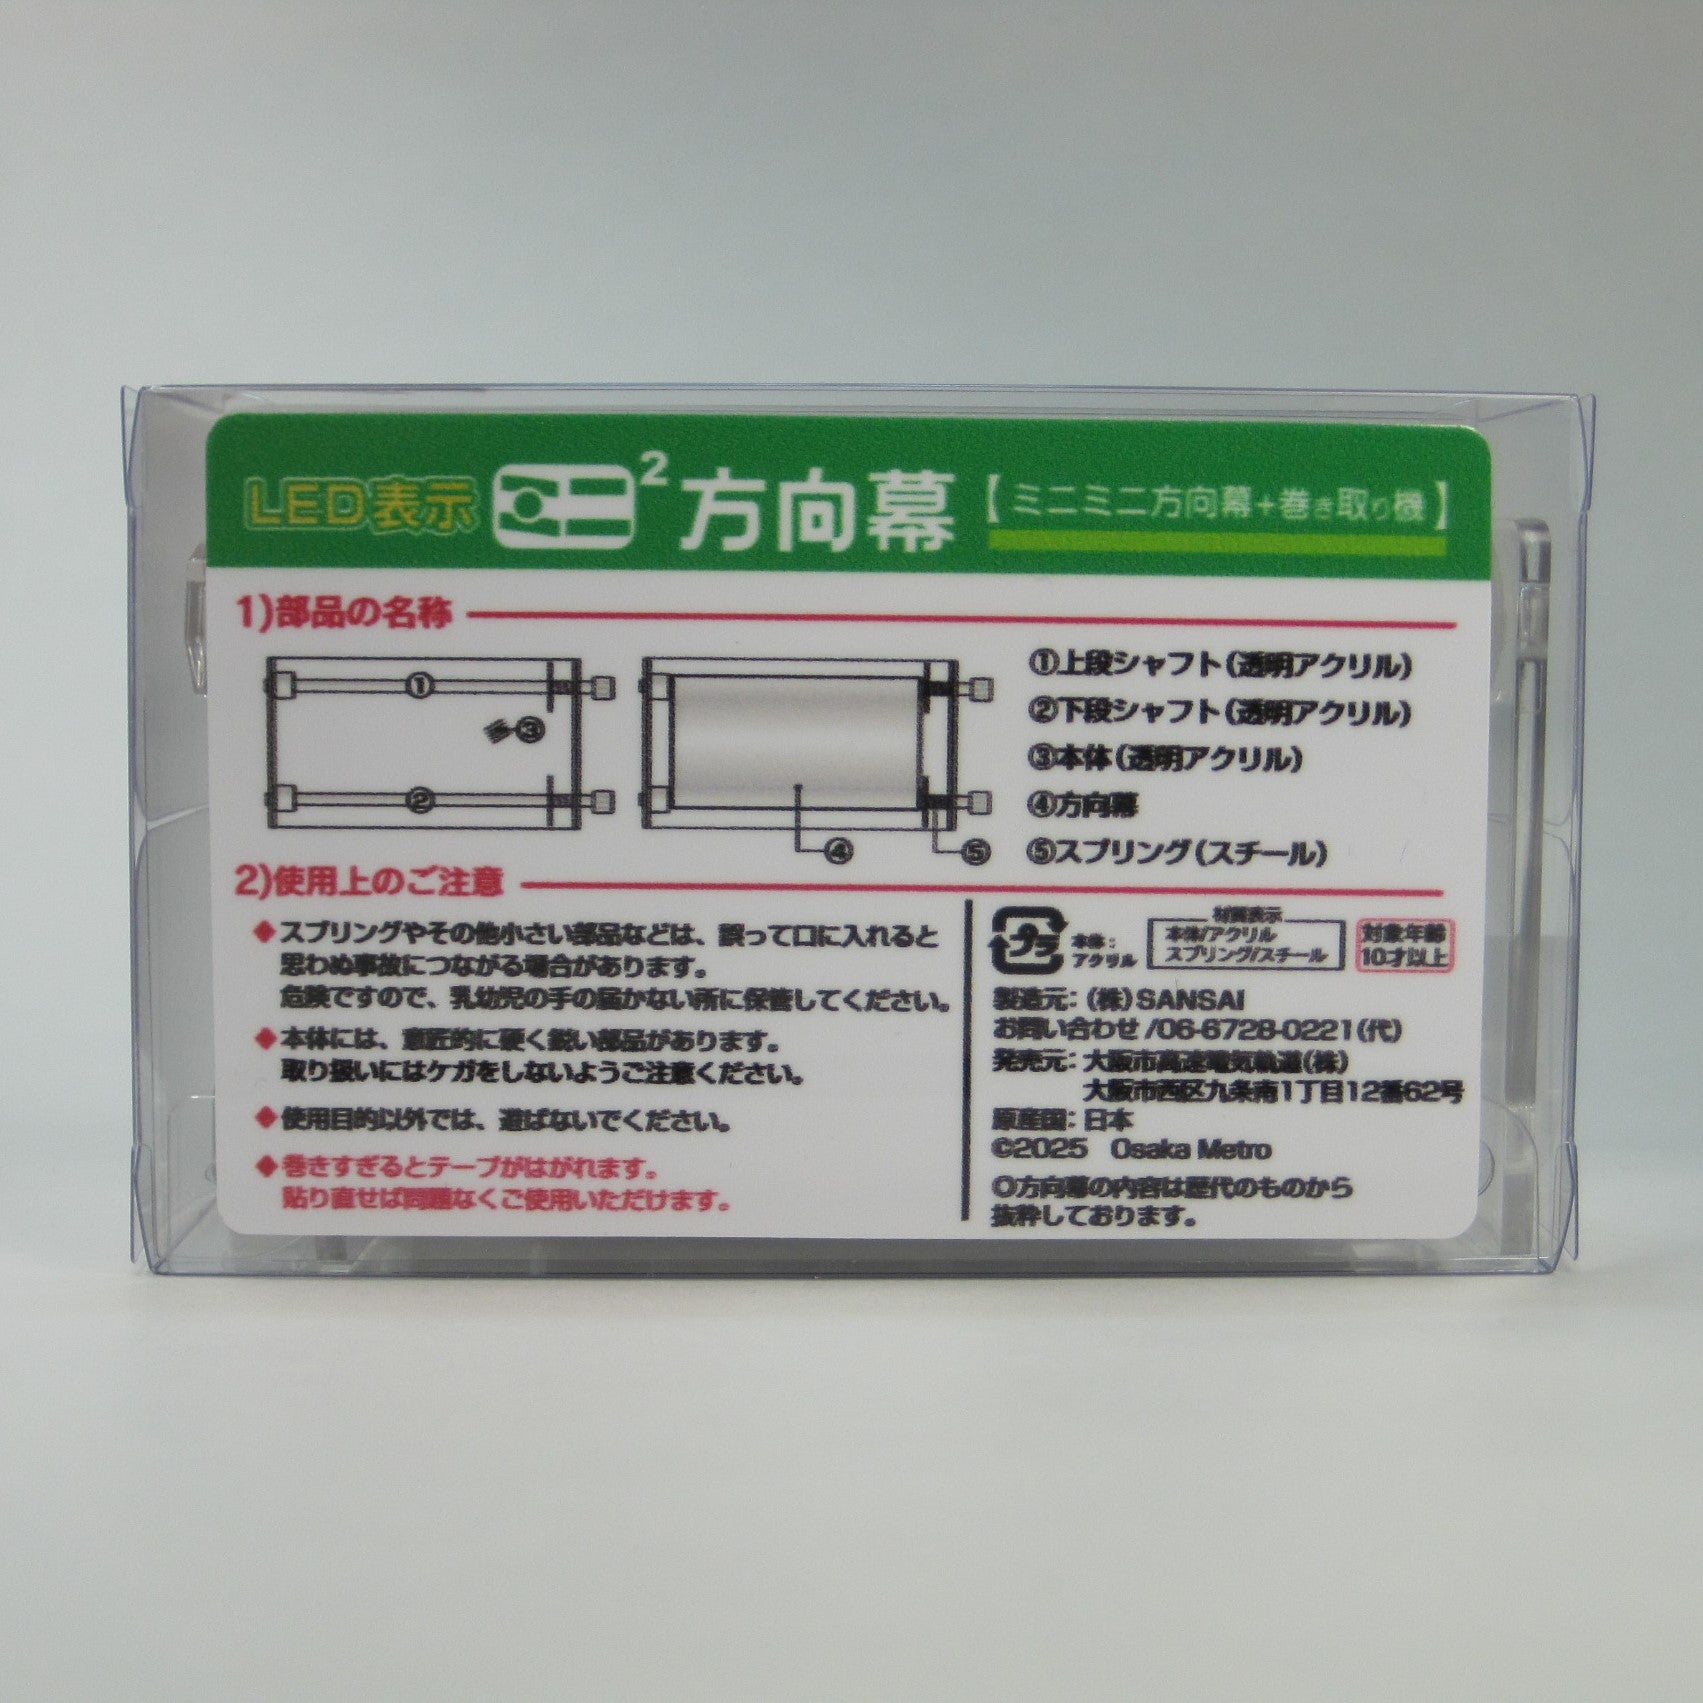 LED表示 ミニ² 方向幕 【ミニミニ方向幕+巻き取り機】
1)部品の名称
① ③ ② ④ ⑤
①上段シャフト(透明アクリル)
②下段シャフト(透明アクリル)
③本体(透明アクリル)
④方向幕
⑤スプリング(スチール)
2)使用上のご注意
◆スプリングやその他小さい部品などは、誤って口に入れると
思わぬ事故につながる場合があります。
危険ですので、乳幼児の手の届かない所に保管してください。
◆本体には、意匠的に硬く鋭い部品があります。
取り扱いにはケガをしないようご注意ください。
◆使用目的以外では、遊ばないでください。
◆巻きすぎるとテープがはがれます。
貼り直せば問題なくご使用いただけます。
プラ 本体:
アクリル
材質表示
本体/アクリル
スプリング/スチール
対象年齢
10才以上
製造元:(株)SANSAI
お問い合わせ/06-6728-0221(代)
発売元:大阪市高速電気軌道(株)
大阪市西区九条南1丁目12番62号
原産国:日本
©2025 Osaka Metro
○方向幕の内容は歴代のものから
抜粋しております。